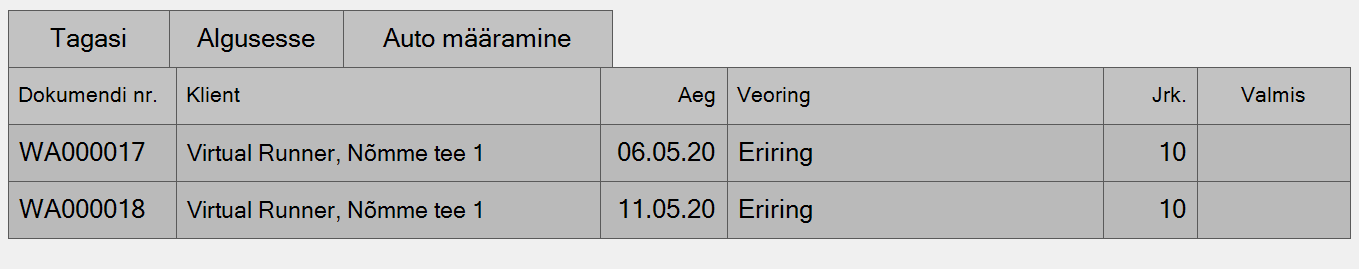 Tagasi Algusesse Auto määramine
Dokumendi nr. Klient Aeg Veoring Jrk. Valmis
WA000017 Virtual Runner, Nõmme tee 1 06.05.20 Eriring 10
WA000018 Virtual Runner, Nõmme tee 1 11.05.20 Eriring 10